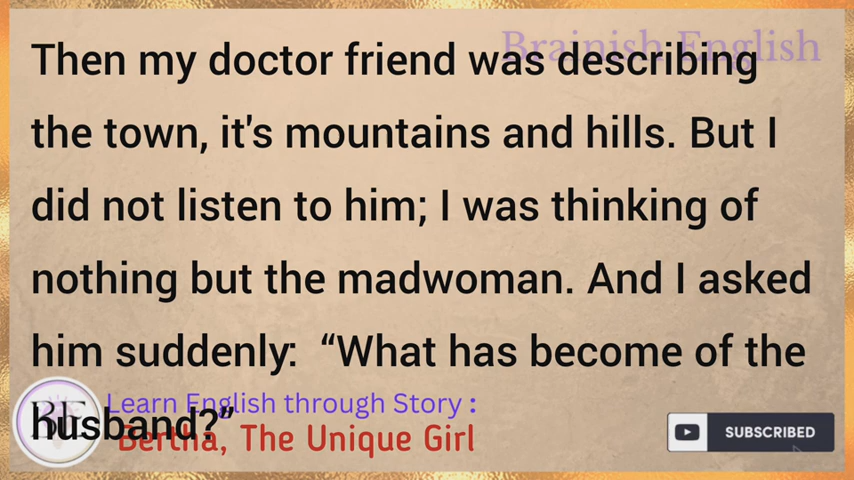 Brainish English
Then my doctor friend was describing
the town, it's mountains and hills. But I
did not listen to him; I was thinking of
nothing but the madwoman. And I asked
him suddenly: “What has become of the
husband?”
BE
Learn English through Story :
Bertha, The Unique Girl
SUBSCRIBED